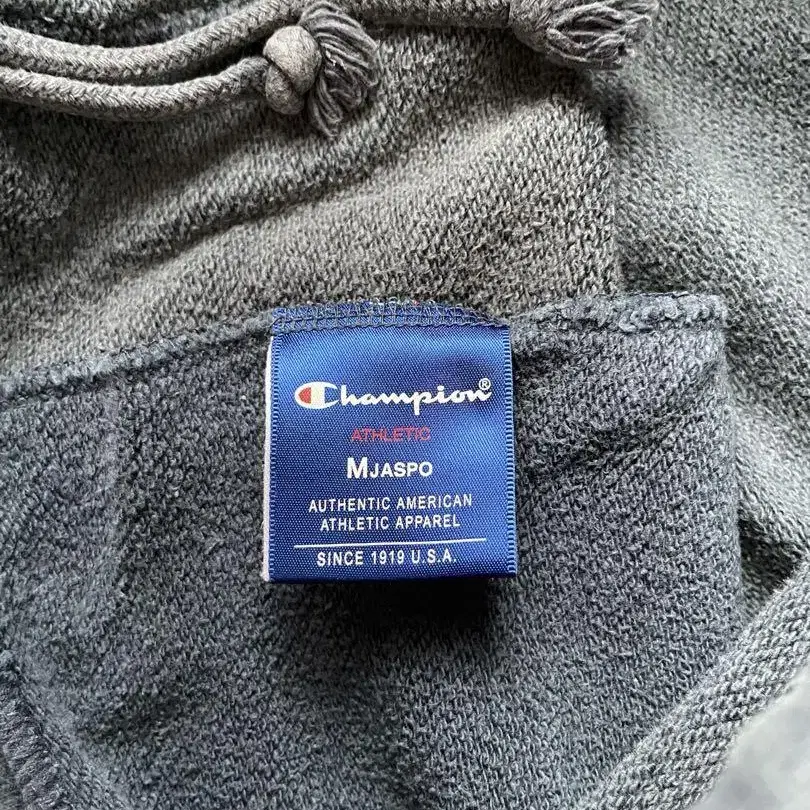 Champion®
ATHLETIC
MJASPO
AUTHENTIC AMERICAN
ATHLETIC APPAREL
SINCE 1919 U.S.A.